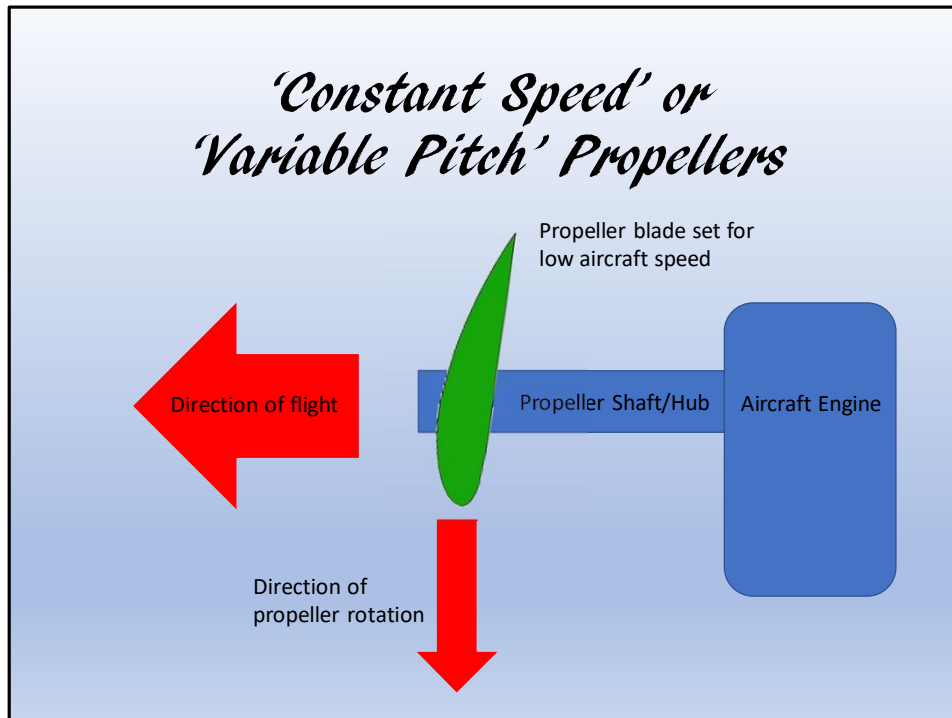 ‘Constant Speed’ or
‘Variable Pitch’ Propellers
Propeller blade set for
low aircraft speed
Direction of flight
Propeller Shaft/Hub
Aircraft Engine
Direction of
propeller rotation